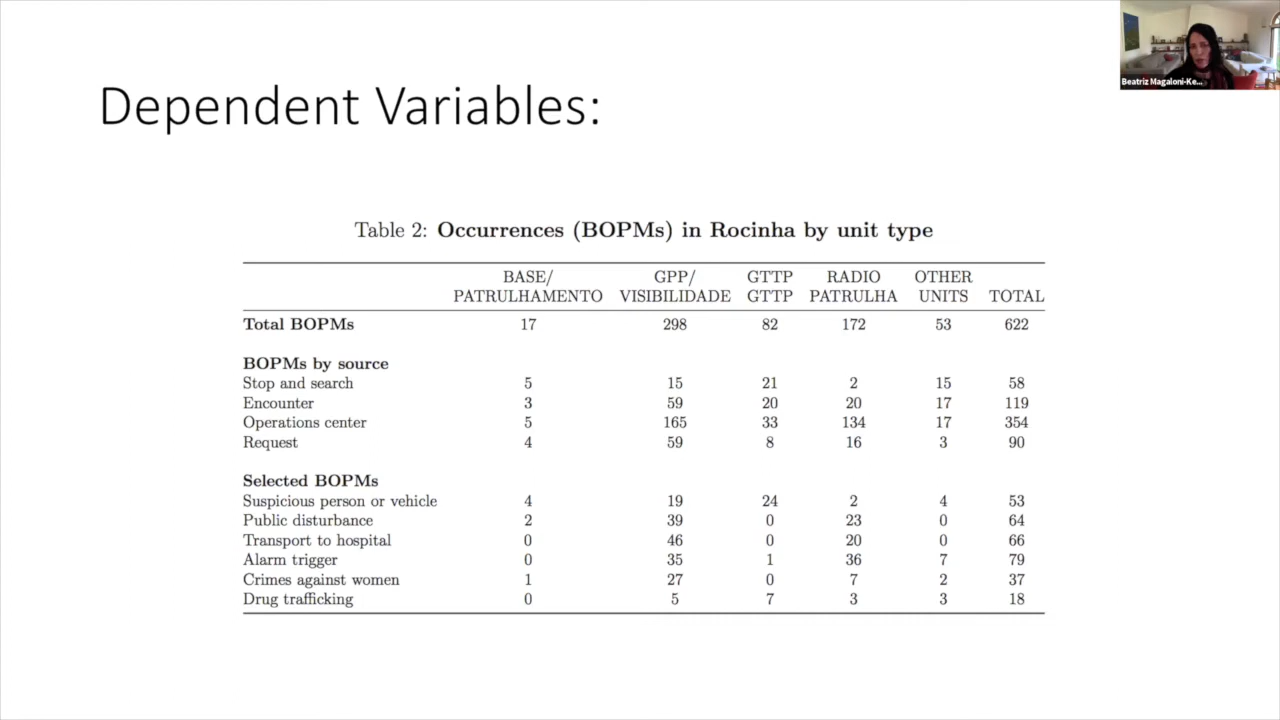 Beatriz Magaloni-Ke...
Dependent Variables:
Table 2: Occurrences (BOPMs) in Rocinha by unit type
BASE/ GPP/ GTTP RADIO OTHER
PATRULHAMENTO VISIBILIDADE GTTP PATRULHA UNITS TOTAL
Total BOPMs 17 298 82 172 53 622
BOPMs by source
Stop and search 5 15 21 2 15 58
Encounter 3 59 20 20 17 119
Operations center 5 165 33 134 17 354
Request 4 59 8 16 3 90
Selected BOPMs
Suspicious person or vehicle 4 19 24 2 4 53
Public disturbance 2 39 0 23 0 64
Transport to hospital 0 46 0 20 0 66
Alarm trigger 0 35 1 36 7 79
Crimes against women 1 27 0 7 2 37
Drug trafficking 0 5 7 3 3 18